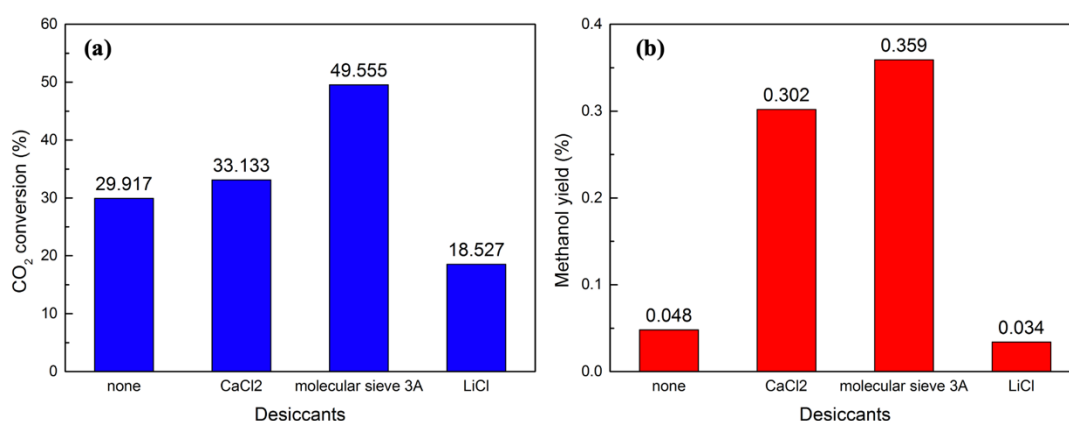 (a)
CO₂ conversion (%)
60
50
40
30
20
10
0
29.917
33.133
49.555
18.527
none
CaCl2
molecular sieve 3A
LiCl
Desiccants
(b)
Methanol yield (%)
0.4
0.3
0.2
0.1
0.0
0.048
0.302
0.359
0.034
none
CaCl2
molecular sieve 3A
LiCl
Desiccants